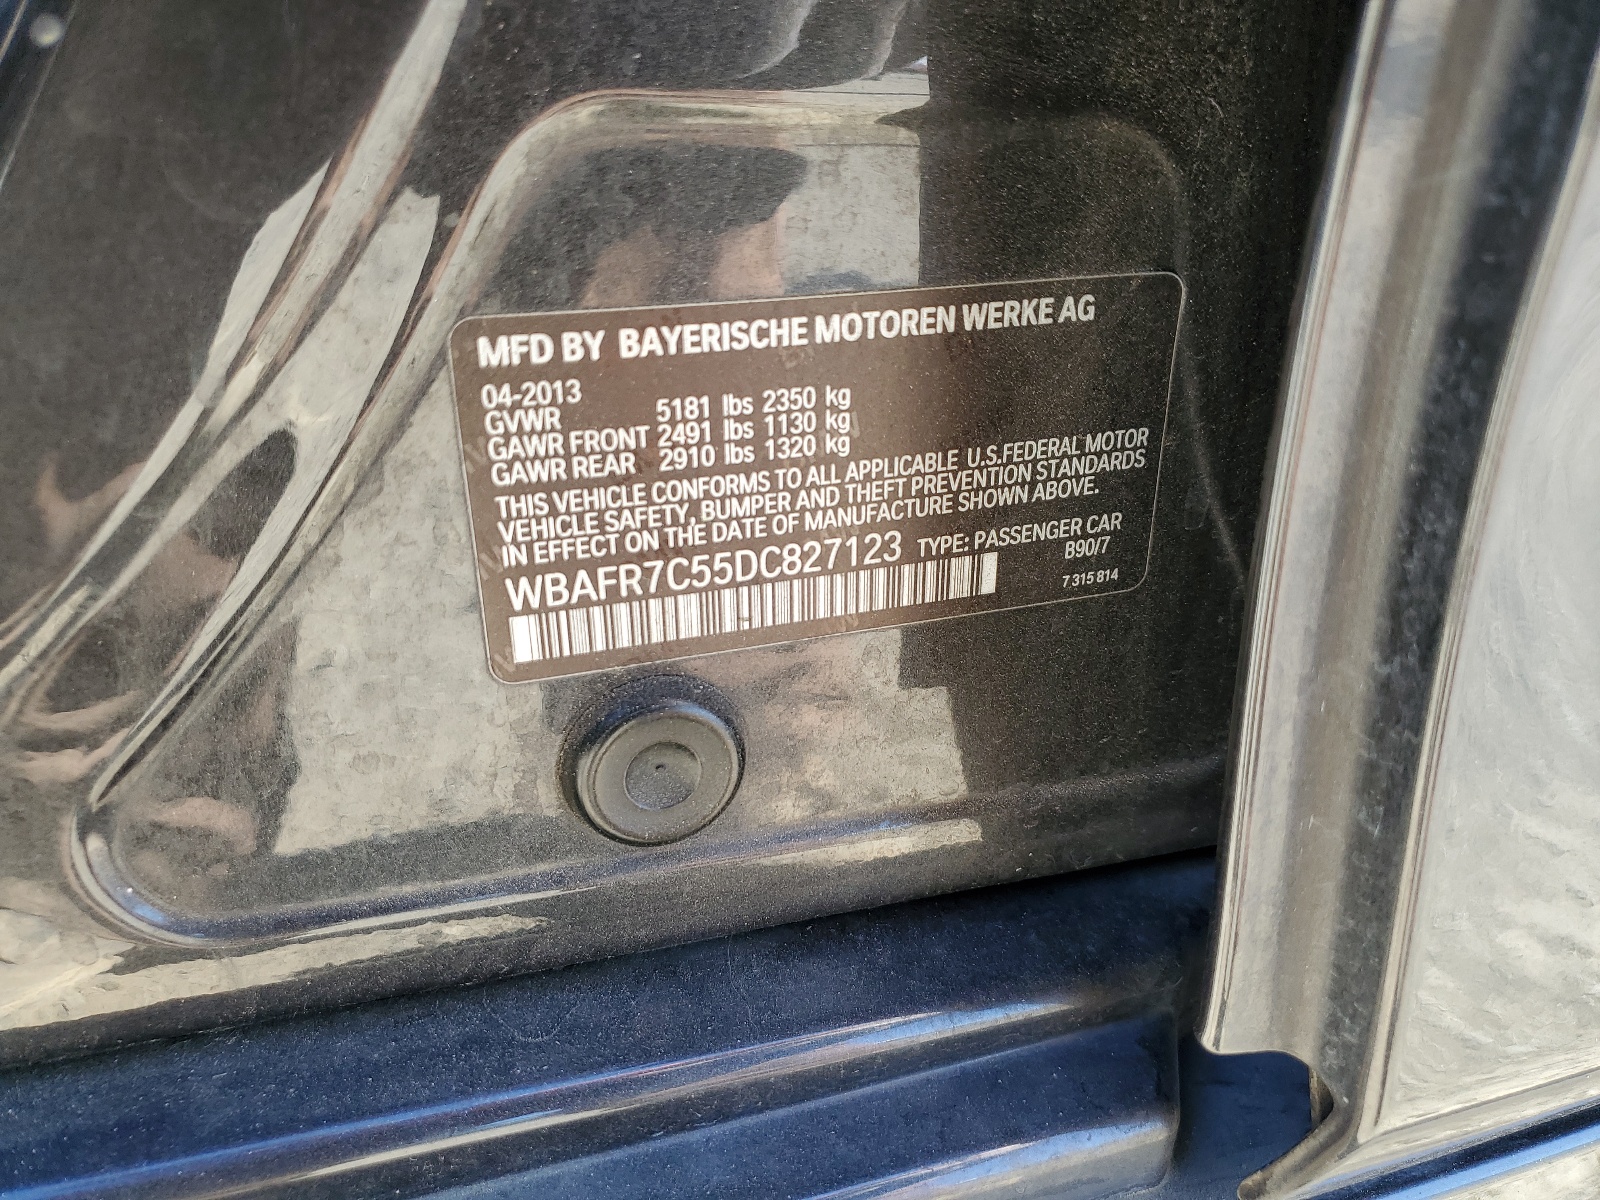 MFD BY BAYERISCHE MOTOREN WERKE AG
04-2013
GVWR 5181 lbs 2350 kg
GAWR FRONT 2491 lbs 1130 kg
GAWR REAR 2910 lbs 1320 kg
THIS VEHICLE CONFORMS TO ALL APPLICABLE U.S.FEDERAL MOTOR
VEHICLE SAFETY, BUMPER AND THEFT PREVENTION STANDARDS
IN EFFECT ON THE DATE OF MANUFACTURE SHOWN ABOVE.
WBAFR7C55DC827123 TYPE: PASSENGER CAR
B90/7
7 315 814